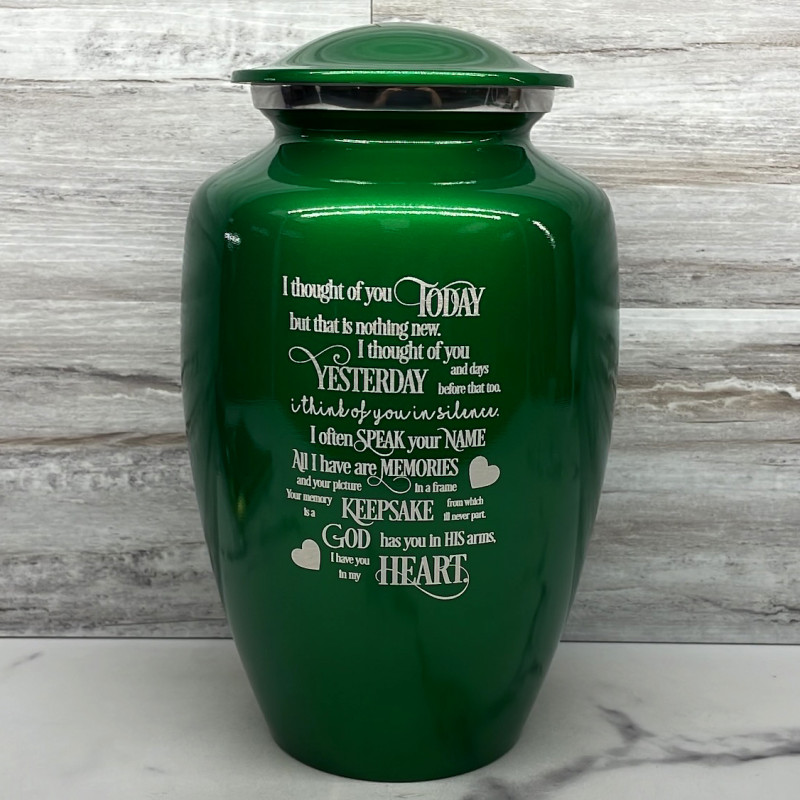 I thought of you TODAY
but that is nothing new.
I thought of you
YESTERDAY and days before that too.
i think of you in silence.
I often SPEAK your NAME
All I have are MEMORIES
and your picture in a frame
Your memory is a KEEPSAKE from which ill never part.
GOD has you in HIS arms,
I have you in my HEART.